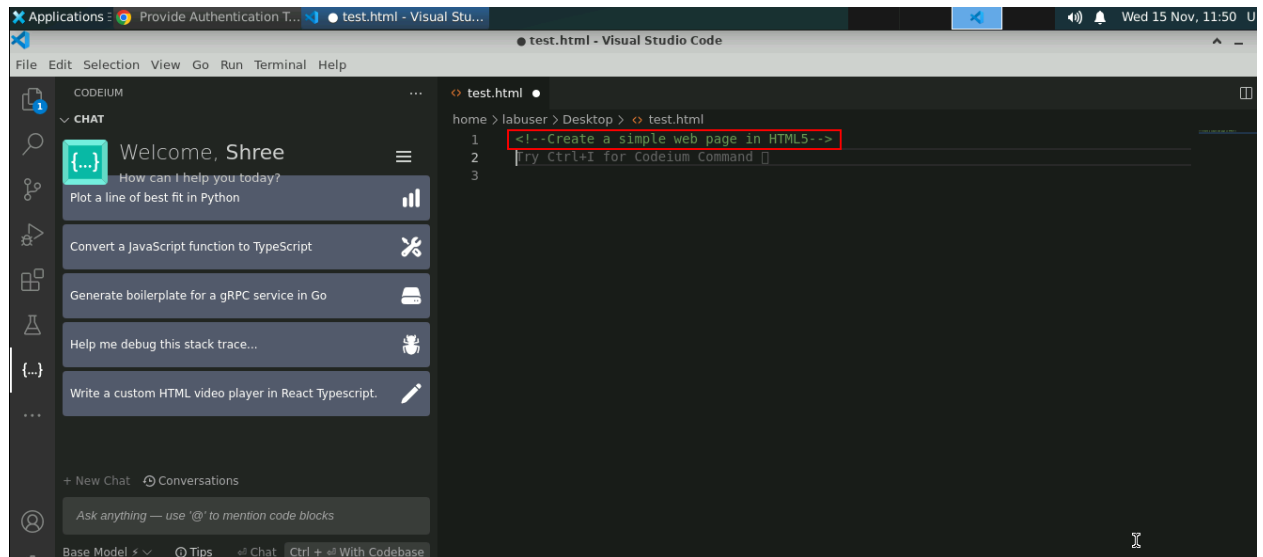 Applications
Provide Authentication T...
● test.html - Visual Stu...
Wed 15 Nov, 11:50 U
● test.html - Visual Studio Code
File Edit Selection View Go Run Terminal Help
1
CODEIUM
...
CHAT
{...}
Welcome, Shree
How can I help you today?
Plot a line of best fit in Python
Convert a JavaScript function to TypeScript
Generate boilerplate for a gRPC service in Go
Help me debug this stack trace...
Write a custom HTML video player in React Typescript.
{...}
+ New Chat Conversations
Ask anything — use '@' to mention code blocks
Base Model Tips ⏎ Chat Ctrl + ⏎ With Codebase
<> test.html ●
home > labuser > Desktop > <> test.html
1 <!--Create a simple web page in HTML5-->
2 Try Ctrl+I for Codeium Command
3